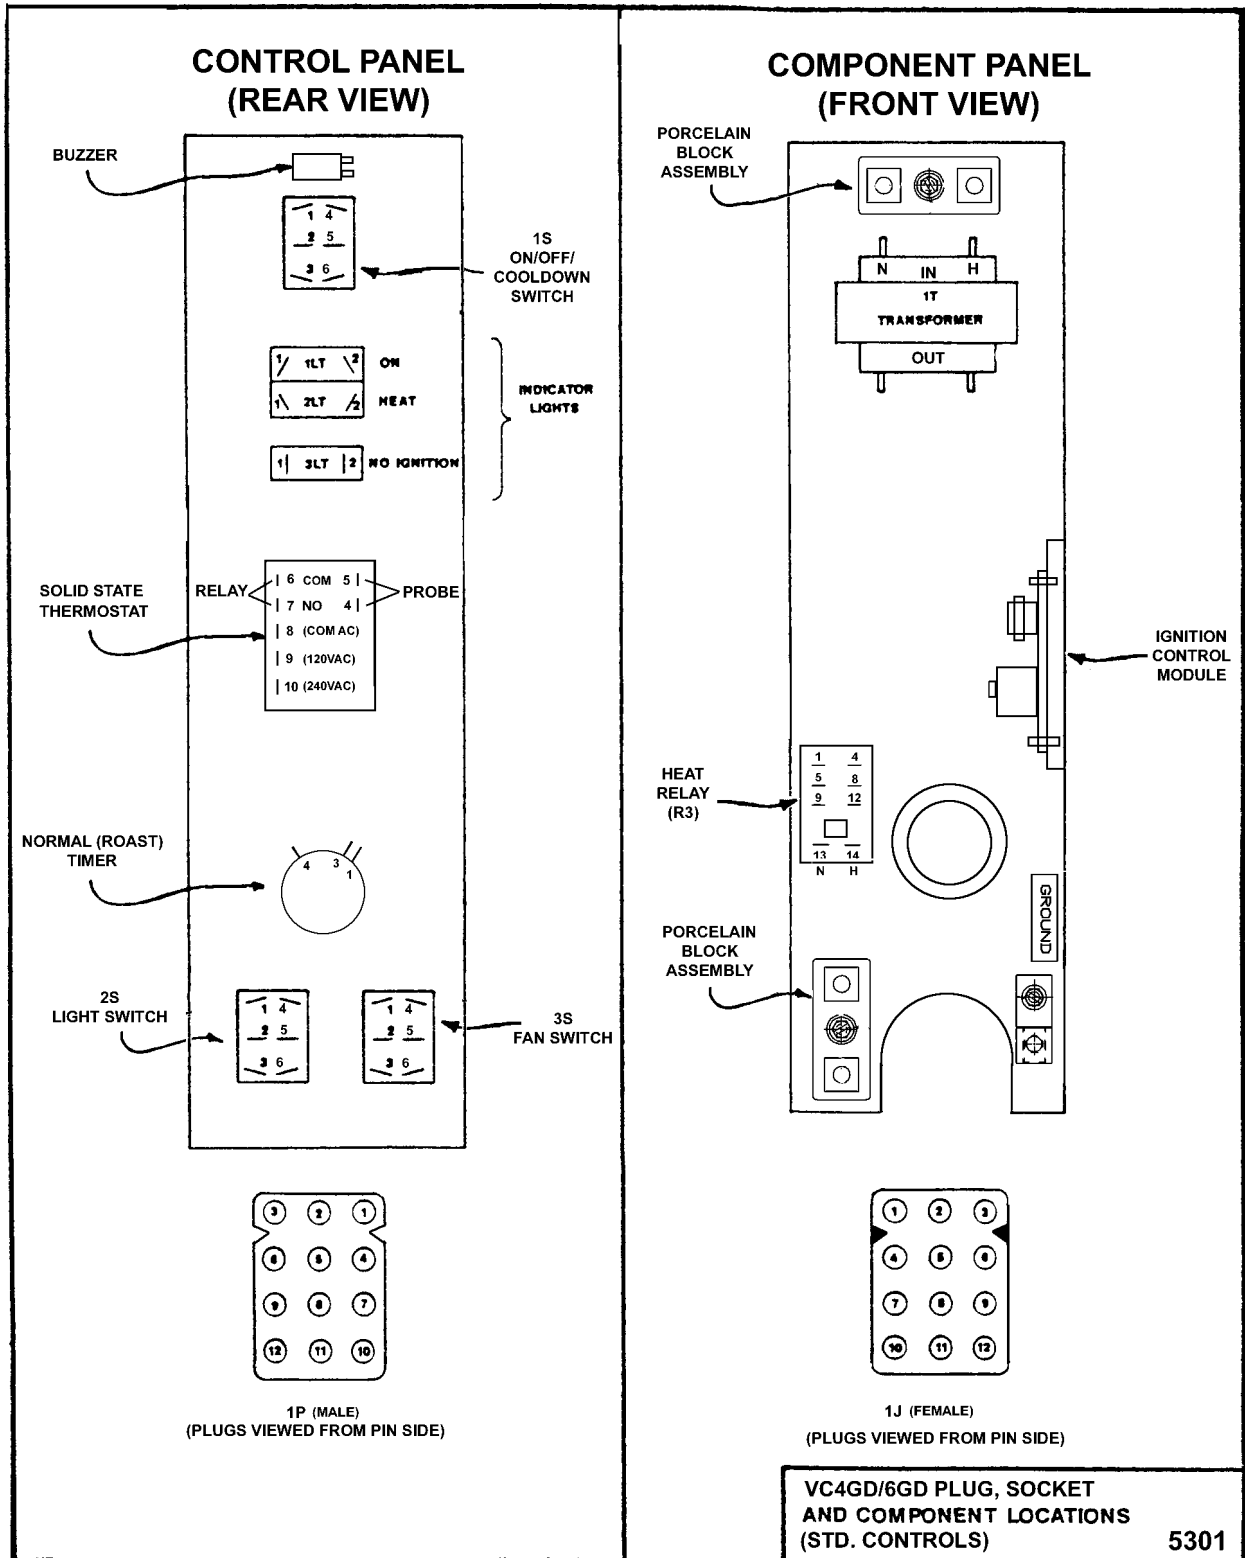 CONTROL PANEL
(REAR VIEW)
BUZZER
1 4
2 5
3 6
1S
ON/OFF/
COOLDOWN
SWITCH
1 1LT 2 ON
1 2LT 2 HEAT
1 3LT 2 NO IGNITION
INDICATOR
LIGHTS
SOLID STATE
THERMOSTAT
RELAY
6 COM 5
7 NO 4
8 (COM AC)
9 (120VAC)
10 (240VAC)
PROBE
NORMAL (ROAST)
TIMER
4 3
1
2S
LIGHT SWITCH
1 4
2 5
3 6
1 4
2 5
3 6
3S
FAN SWITCH
3 2 1
6 5 4
9 8 7
12 11 10
1P (MALE)
(PLUGS VIEWED FROM PIN SIDE)
COMPONENT PANEL
(FRONT VIEW)
PORCELAIN
BLOCK
ASSEMBLY
N IN H
1T
TRANSFORMER
OUT
IGNITION
CONTROL
MODULE
HEAT
RELAY
(R3)
1 4
5 8
9 12
13 14
N H
GROUND
PORCELAIN
BLOCK
ASSEMBLY
1 2 3
4 5 6
7 8 9
10 11 12
1J (FEMALE)
(PLUGS VIEWED FROM PIN SIDE)
VC4GD/6GD PLUG, SOCKET
AND COMPONENT LOCATIONS
(STD. CONTROLS) 5301